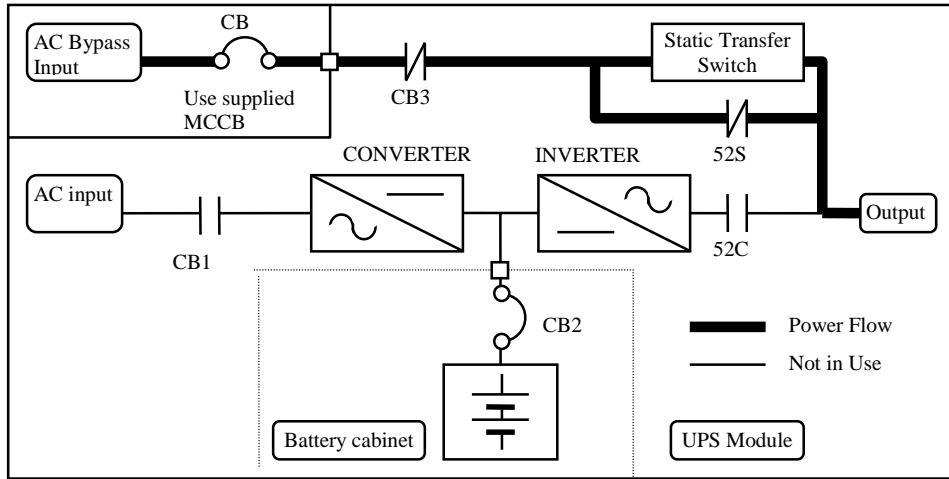 AC Bypass
Input
CB
Use supplied
MCCB
CB3
Static Transfer
Switch
52S
CONVERTER
INVERTER
AC input
CB1
52C
Output
CB2
Power Flow
Not in Use
Battery cabinet
UPS Module